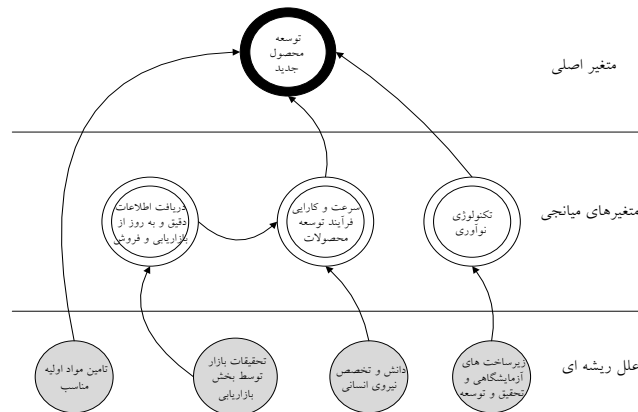 توسعه
محصول
جدید
متغیر اصلی
دریافت اطلاعات
دقیق و به روز از
بازاریابی و فروش
سرعت و کارایی
فرآیند توسعه
محصولات
تکنولوژی
نوآوری
متغیرهای میانجی
تامین مواد اولیه
مناسب
تحقیقات بازار
توسط بخش
بازاریابی
دانش و تخصص
نیروی انسانی
زیرساخت های
آزمایشگاهی و
تحقیق و توسعه
علل ریشه ای